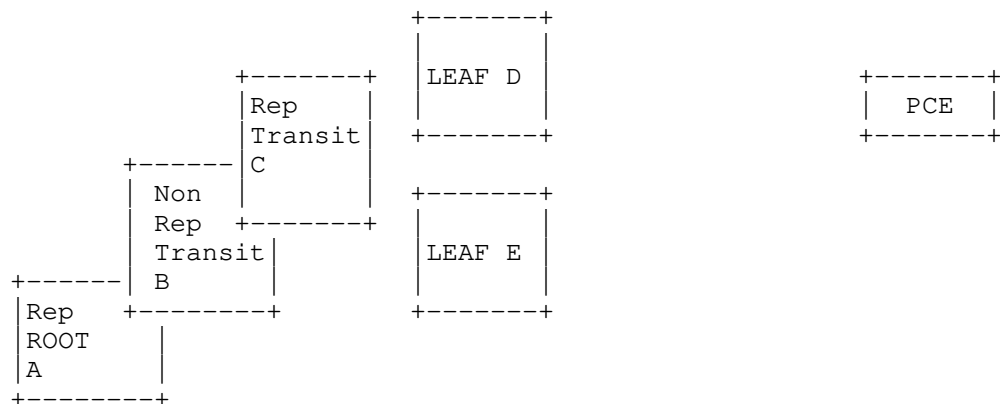 LEAF D
Rep
Transit
C
PCE
Non
Rep
Transit
B
LEAF E
Rep
ROOT
A